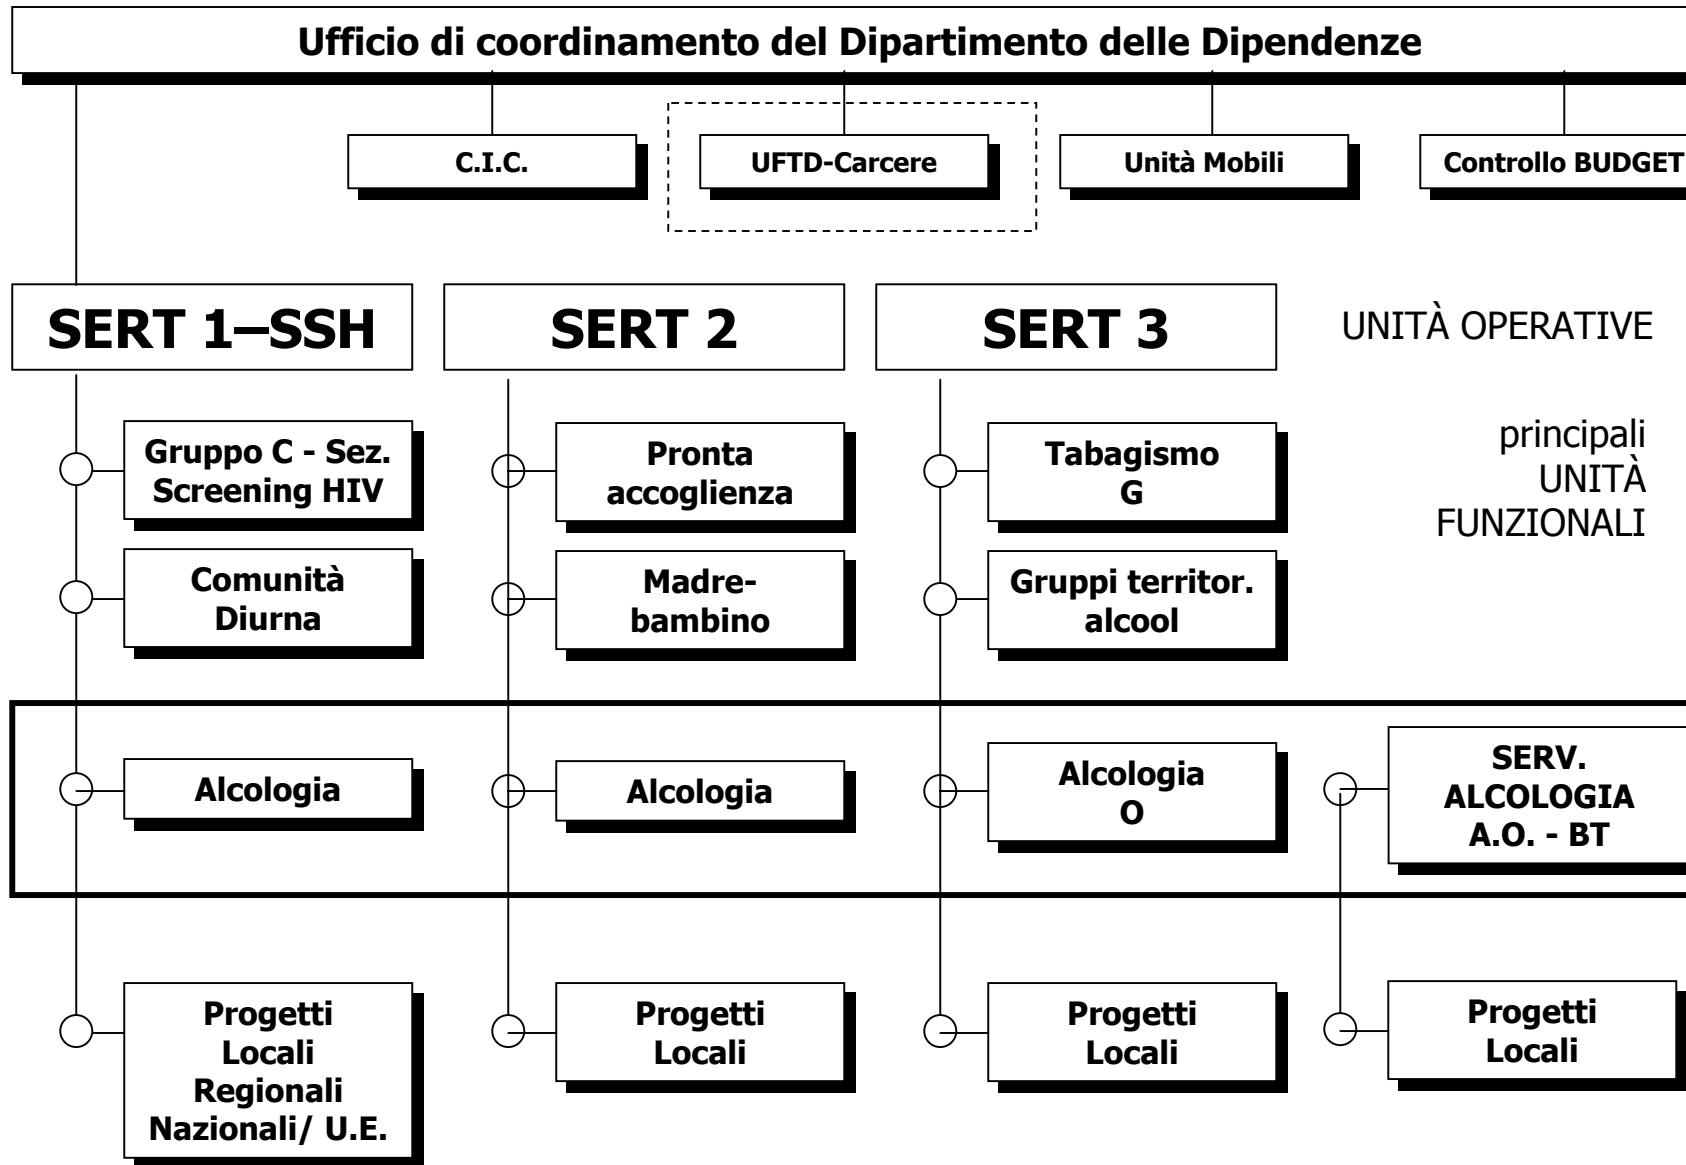 Ufficio di coordinamento del Dipartimento delle Dipendenze
C.I.C.
UFTD-Carcere
Unità Mobili
Controllo BUDGET
SERT 1–SSH
SERT 2
SERT 3
UNITÀ OPERATIVE
Gruppo C - Sez.
Screening HIV
Pronta
accoglienza
Tabagismo
G
principali
UNITÀ
FUNZIONALI
Comunità
Diurna
Madre-
bambino
Gruppi territor.
alcool
Alcologia
Alcologia
Alcologia
O
SERV.
ALCOLOGIA
A.O. - BT
Progetti
Locali
Regionali
Nazionali/ U.E.
Progetti
Locali
Progetti
Locali
Progetti
Locali